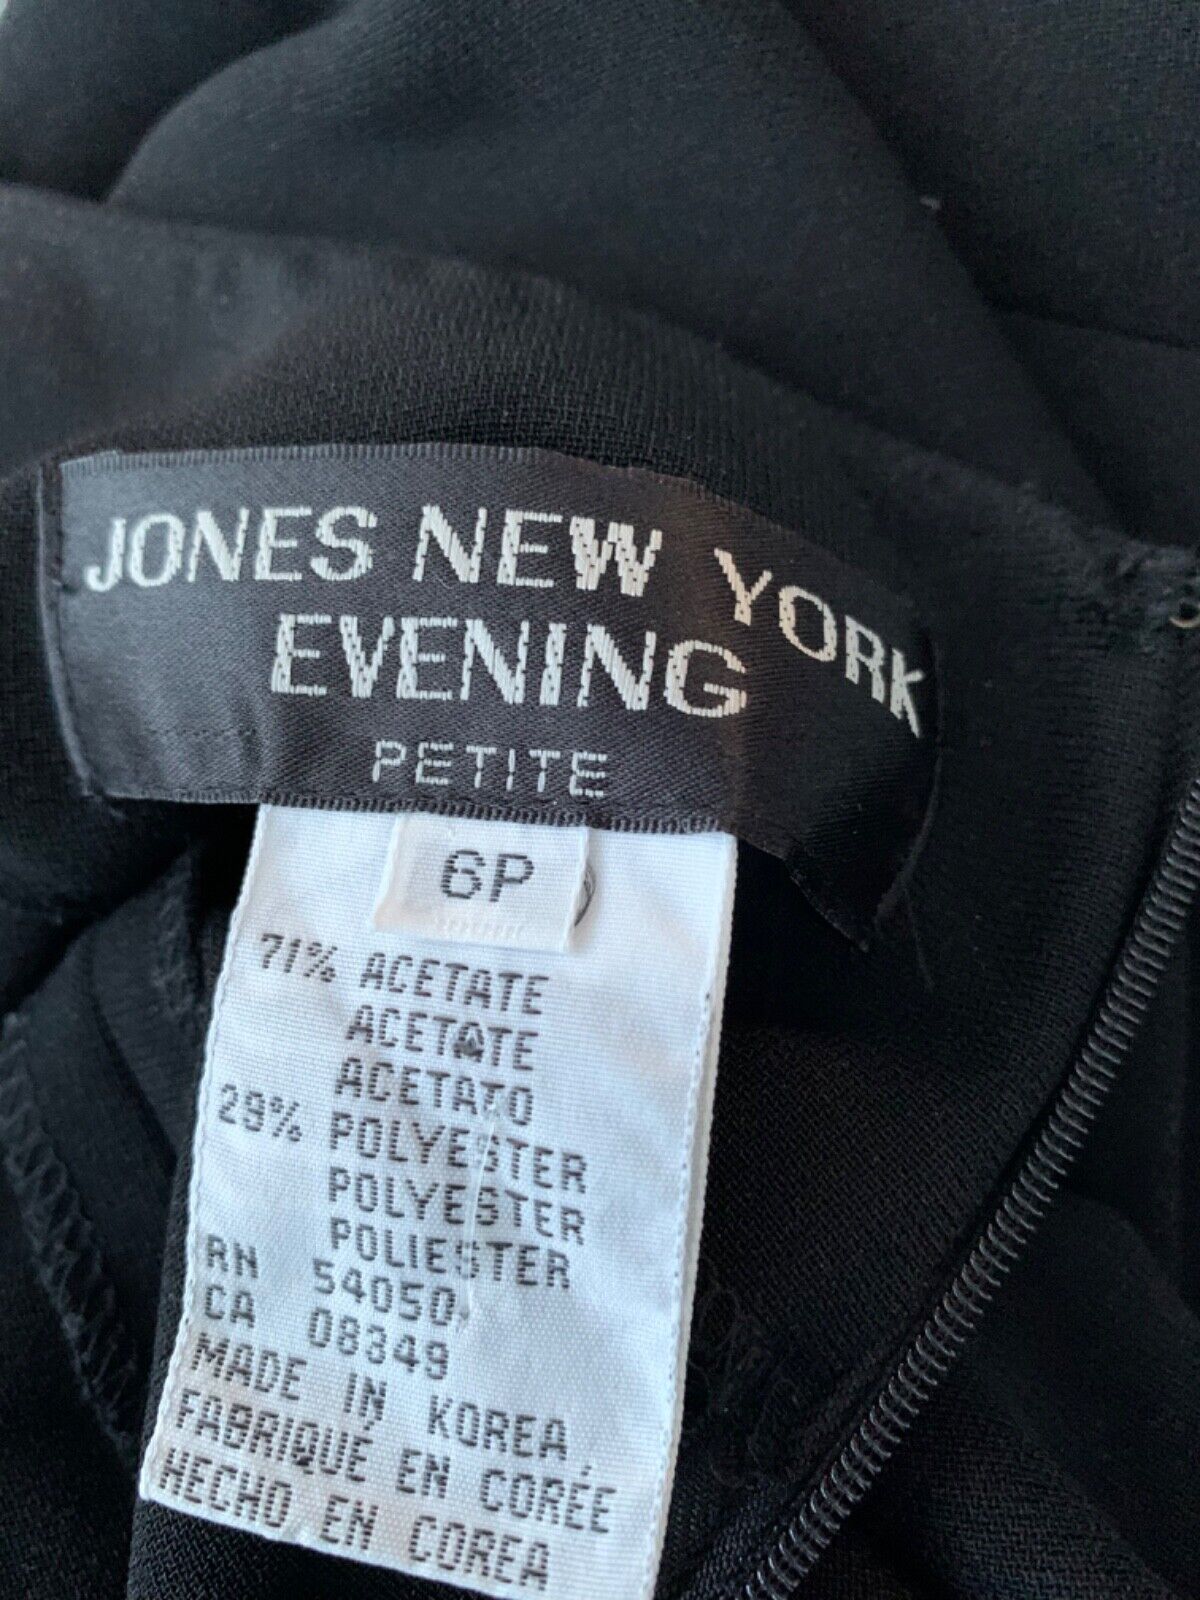 JONES NEW YORK
EVENING
PETITE
6P
71% ACETATE
ACETATE
ACETATO
29% POLYESTER
POLYESTER
POLIESTER
RN 54050
CA 08349
MADE IN KOREA
FABRIQUÉ EN CORÉE
HECHO EN COREA